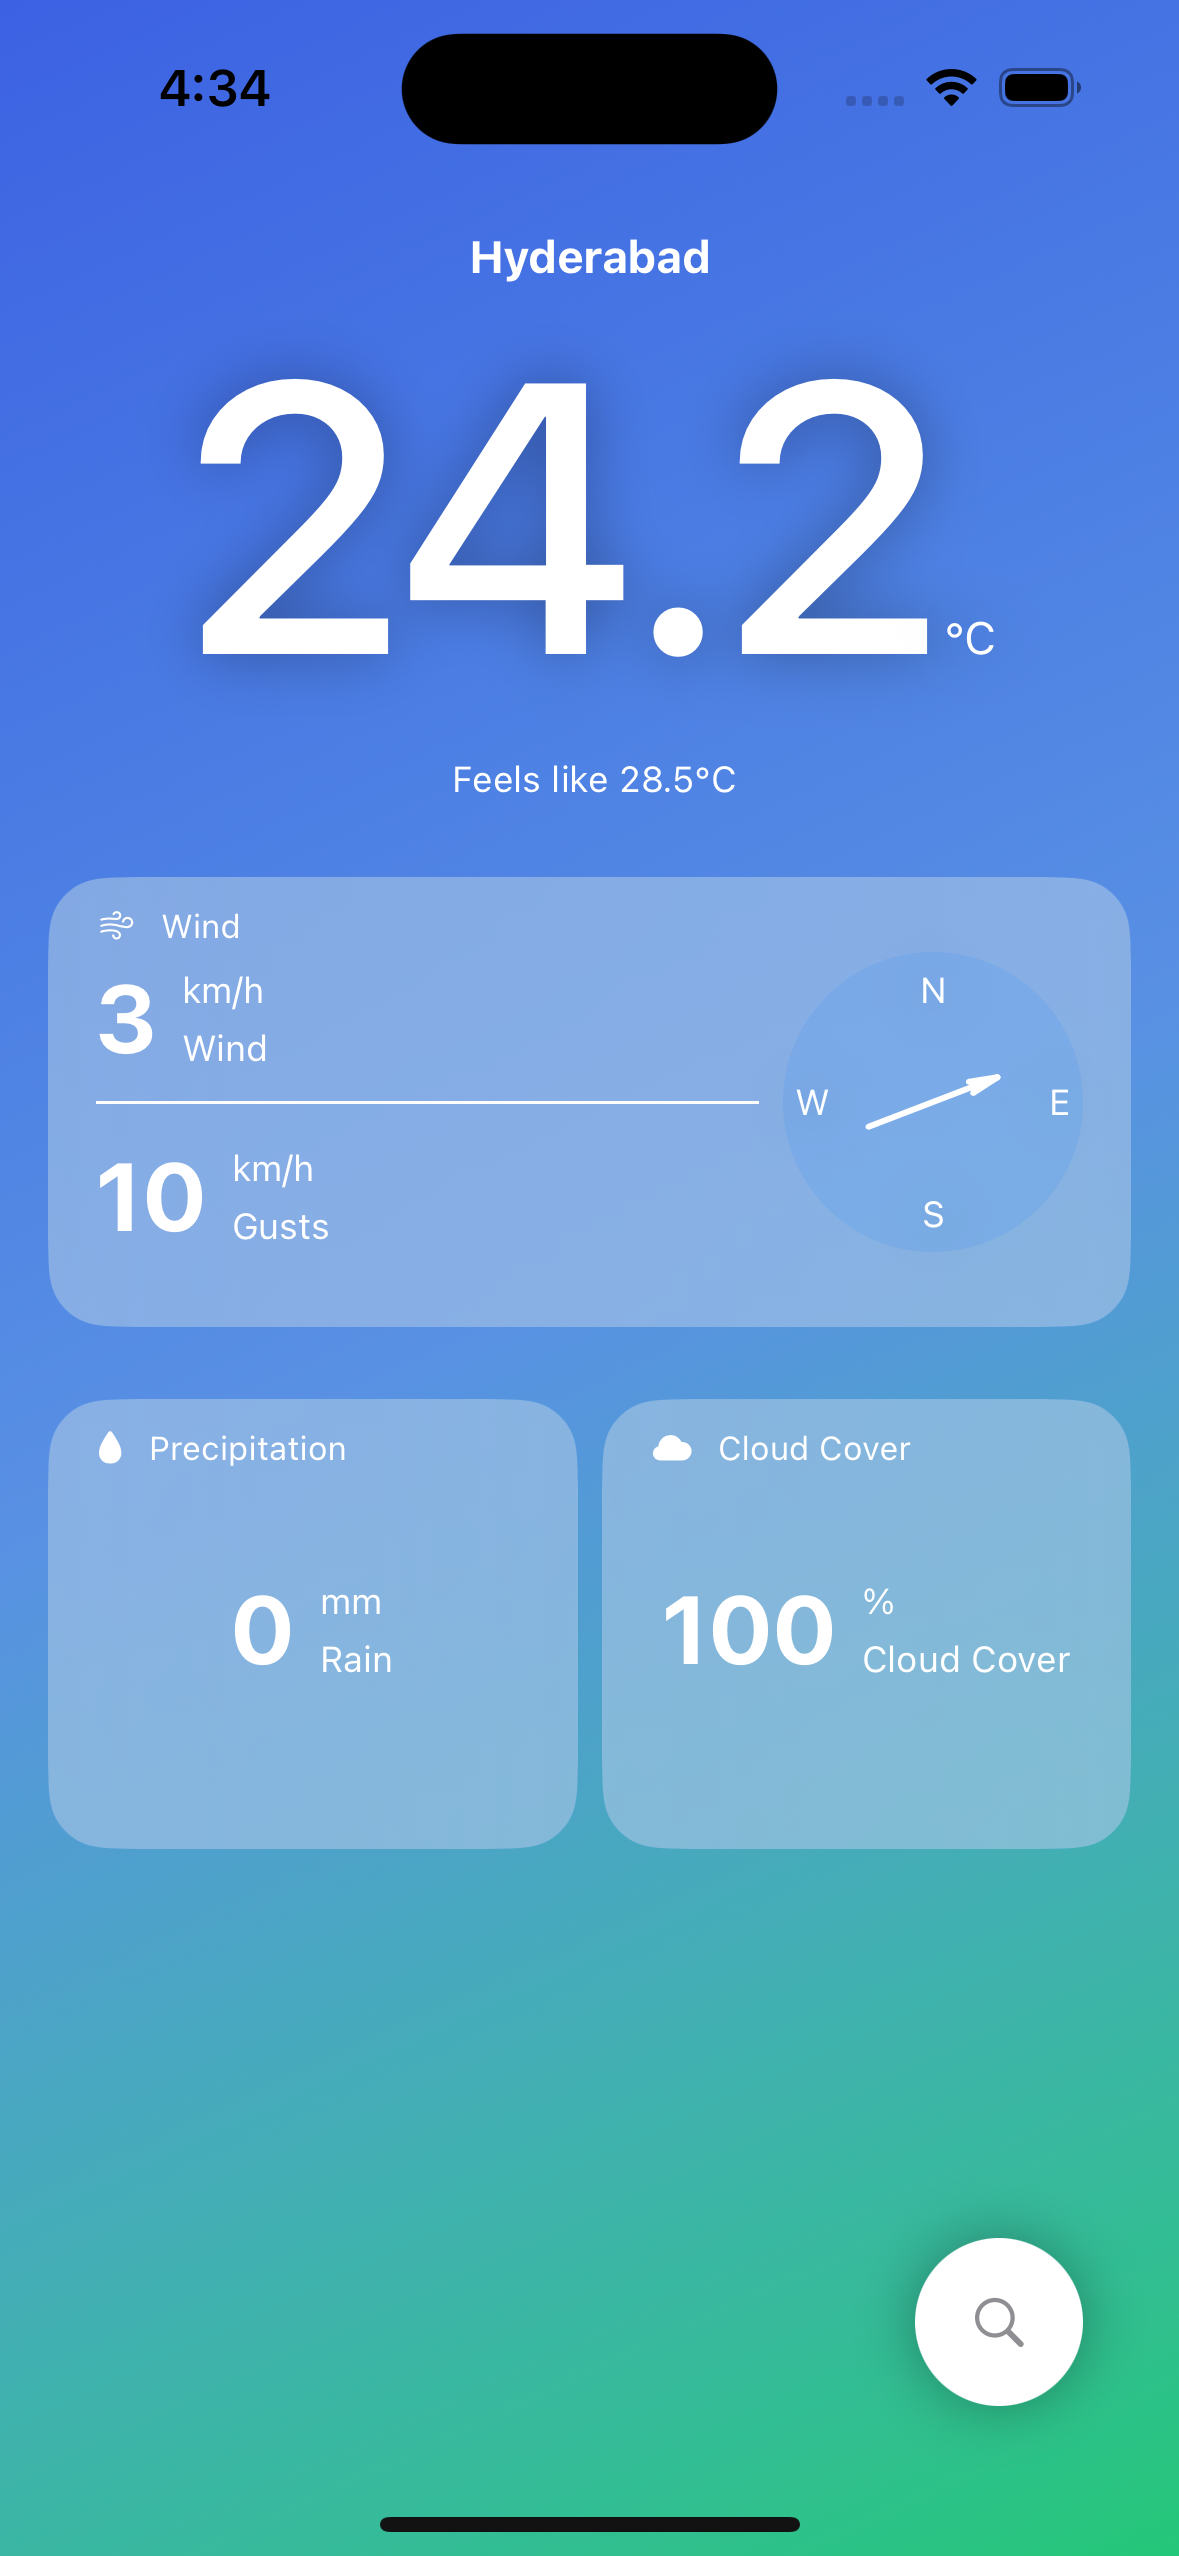 4:34
Hyderabad
24.2 °C
Feels like 28.5°C
Wind
3 km/h
Wind
10 km/h
Gusts
N
W E
S
Precipitation
0 mm
Rain
Cloud Cover
100 %
Cloud Cover